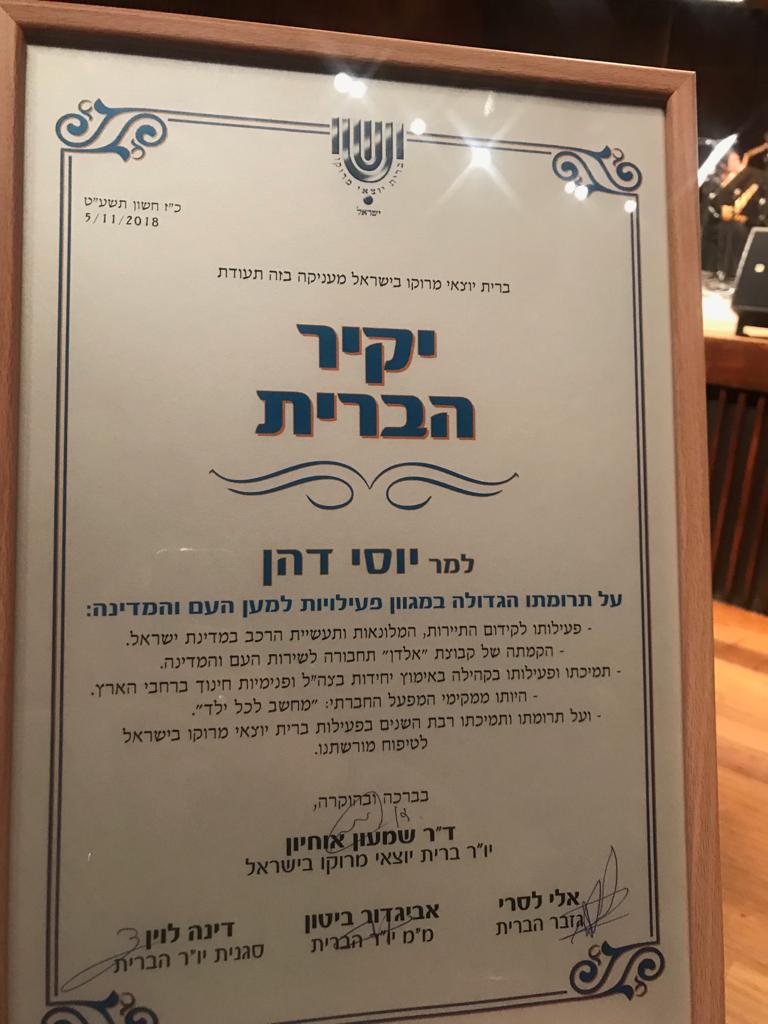 ברית יוצאי מרוקו
ישראל
כ"ז חשון תשע"ט
5/11/2018
ברית יוצאי מרוקו בישראל מעניקה בזה תעודת
יקיר
הברית
למר יוסי דהן
על תרומתו הגדולה במגוון פעילויות למען העם והמדינה:
- פעילותו לקידום התיירות, המלונאות ותעשיית הרכב במדינת ישראל.
- הקמתה של קבוצת "אלדן" תחבורה לשירות העם והמדינה.
- תמיכתו ופעילותו בקהילה באימוץ יחידות בצה"ל ופנימיות חינוך ברחבי הארץ.
- היותו ממקימי המפעל החברתי: "מחשב לכל ילד".
- ועל תרומתו ותמיכתו רבת השנים בפעילות ברית יוצאי מרוקו בישראל
לטיפוח מורשתנו.
בברכה ובהוקרה,
ד"ר שמעון אוחיון
יו"ר ברית יוצאי מרוקו בישראל
אלי לסרי
גזבר הברית
אביגדור ביטון
מ"מ יו"ר הברית
דינה לוין
סגנית יו"ר הברית